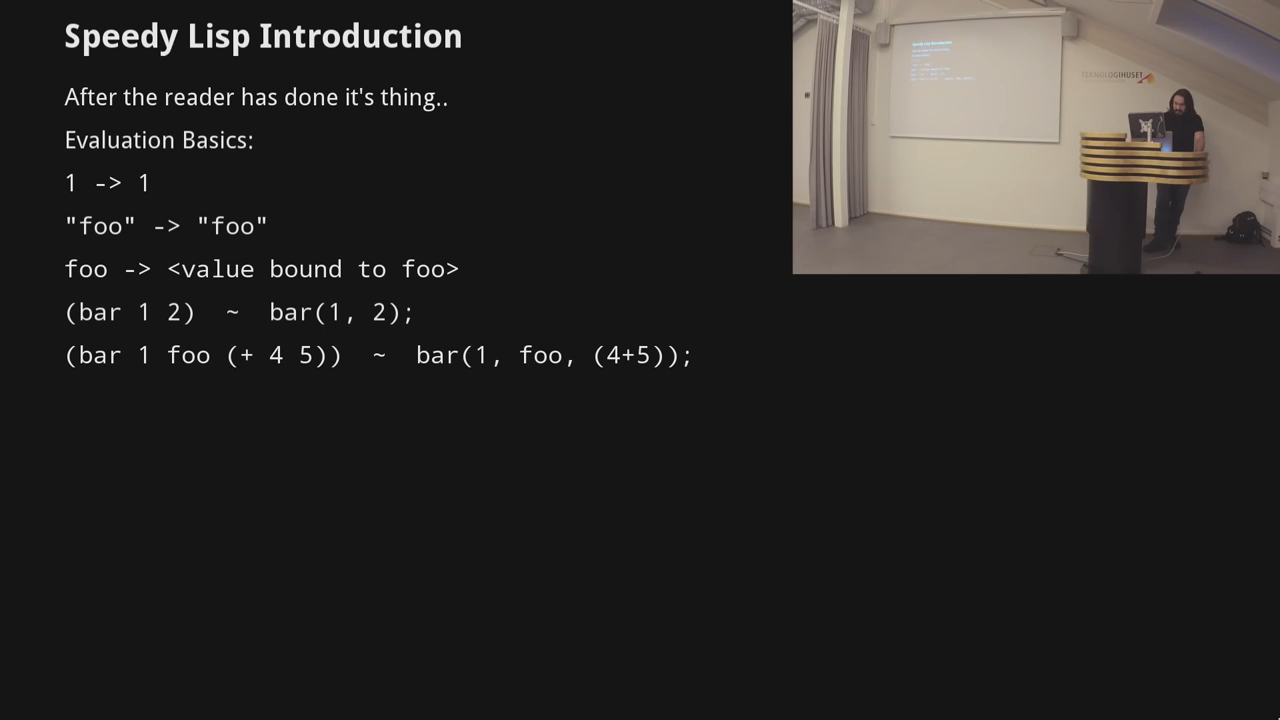 Speedy Lisp Introduction
After the reader has done it's thing..
Evaluation Basics:
1 -> 1
"foo" -> "foo"
foo -> <value bound to foo>
(bar 1 2)  ~  bar(1, 2);
(bar 1 foo (+ 4 5))  ~  bar(1, foo, (4+5));
TEKNOLOGIHUSET